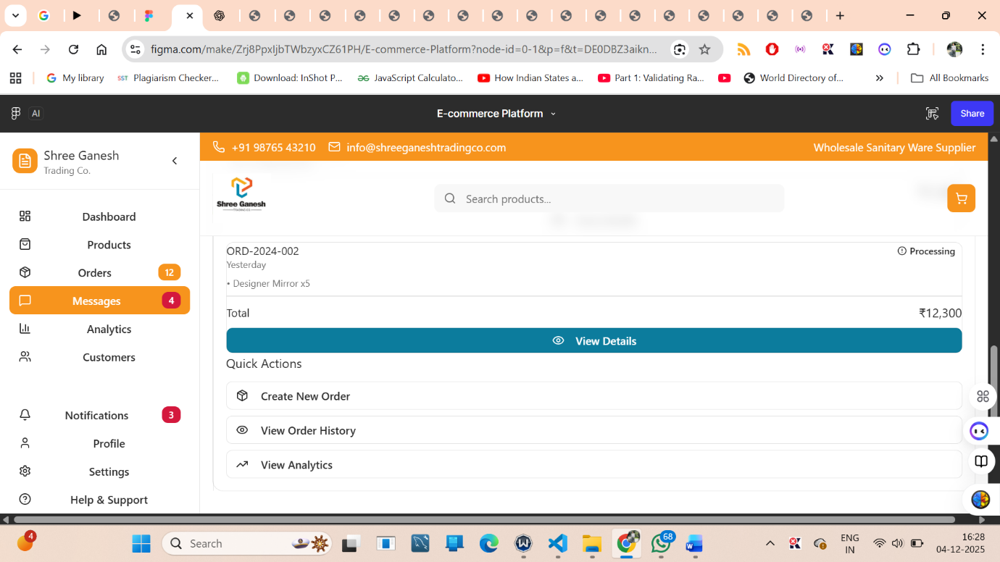 figma.com/make/Zrj8PpxIjbTWbzyxCZ61PH/E-commerce-Platform?node-id=0-1&p=f&t=DE0DBZ3aikn...
My library
SST Plagiarism Checker...
Download: InShot P...
JavaScript Calculato...
How Indian States a...
Part 1: Validating Ra...
World Directory of...
All Bookmarks
AI
E-commerce Platform
Share
Shree Ganesh
Trading Co.
+91 98765 43210
info@shreeganeshtradingco.com
Wholesale Sanitary Ware Supplier
Shree Ganesh
TRADING CO.
Search products...
Dashboard
Products
Orders 12
Messages 4
Analytics
Customers
Notifications 3
Profile
Settings
Help & Support
ORD-2024-002
Processing
Yesterday
• Designer Mirror x5
Total
₹12,300
View Details
Quick Actions
Create New Order
View Order History
View Analytics
4
Search
68
ENG
IN
16:28
04-12-2025